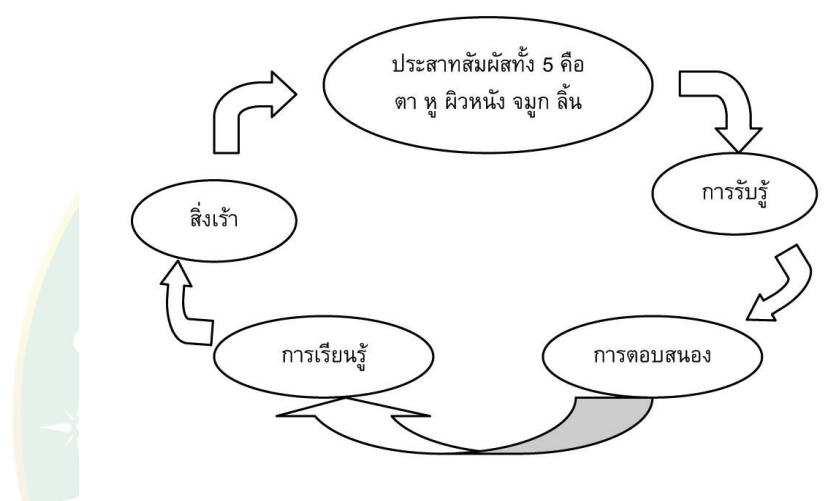 ประสาทสัมผัสทั้ง 5 คือ
ตา หู ผิวหนัง จมูก ลิ้น
การรับรู้
สิ่งเร้า
การเรียนรู้
การตอบสนอง